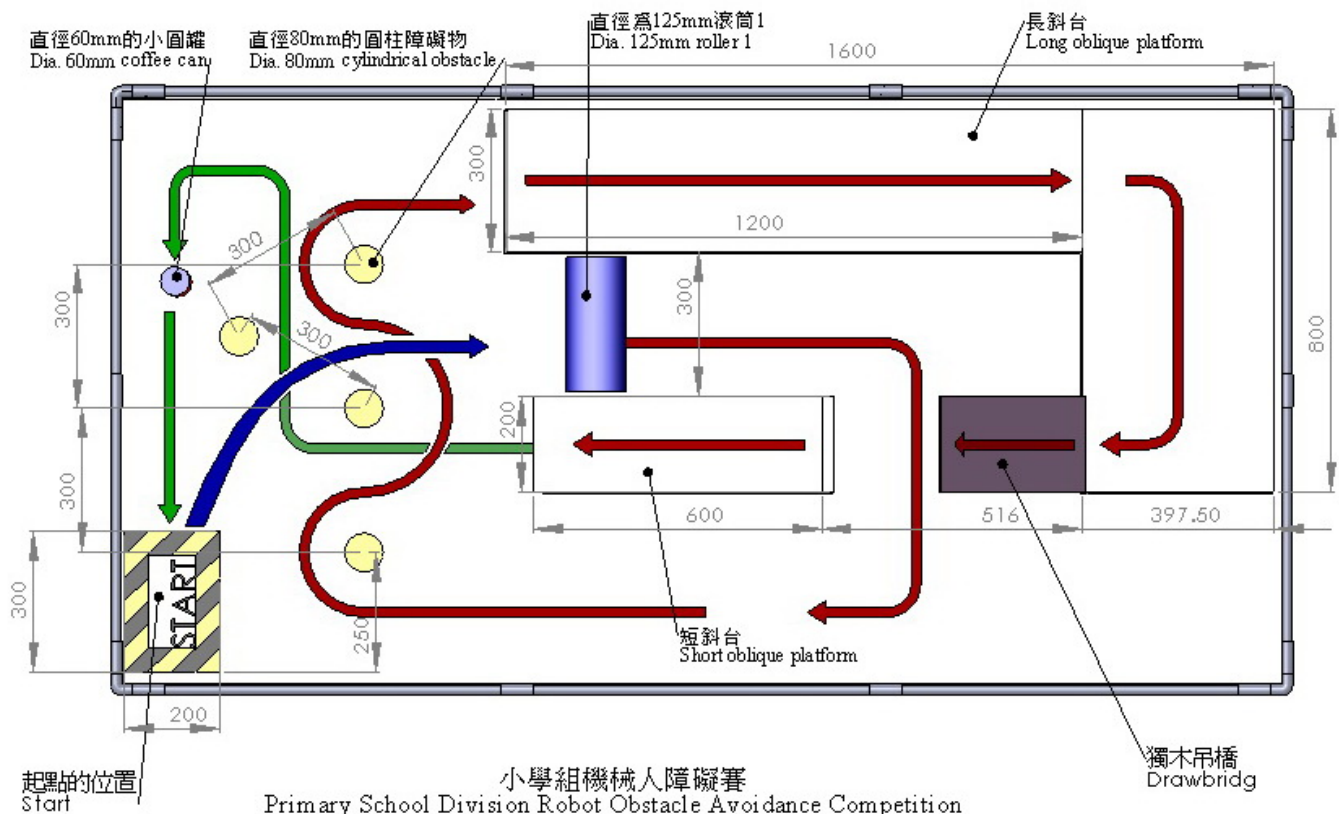 直徑60mm的小圓罐
Dia. 60mm coffee can
直徑80mm的圓柱障礙物
Dia. 80mm cylindrical obstacle
直徑爲125mm滾筒1
Dia. 125mm roller 1
長斜台
Long oblique platform
1600
300
1200
300
300
300
300
800
200
300
600
516
397.50
300
START
250
短斜台
Short oblique platform
200
起點的位置
Start
獨木吊橋
Drawbridg
小學組機械人障礙賽
Primary School Division Robot Obstacle Avoidance Competition